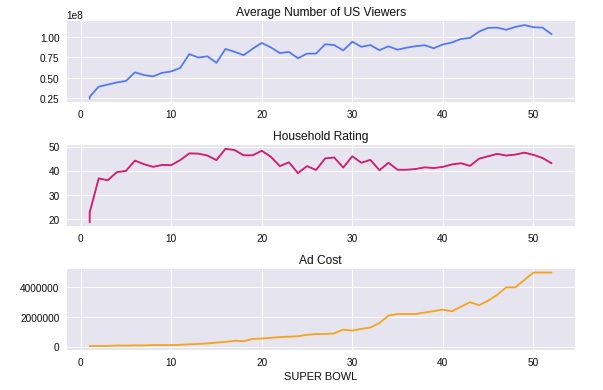 Average Number of US Viewers
1e8
1.00
0.75
0.50
0.25
0 10 20 30 40 50
Household Rating
50
40
30
20
0 10 20 30 40 50
Ad Cost
4000000
2000000
0
0 10 20 30 40 50
SUPER BOWL